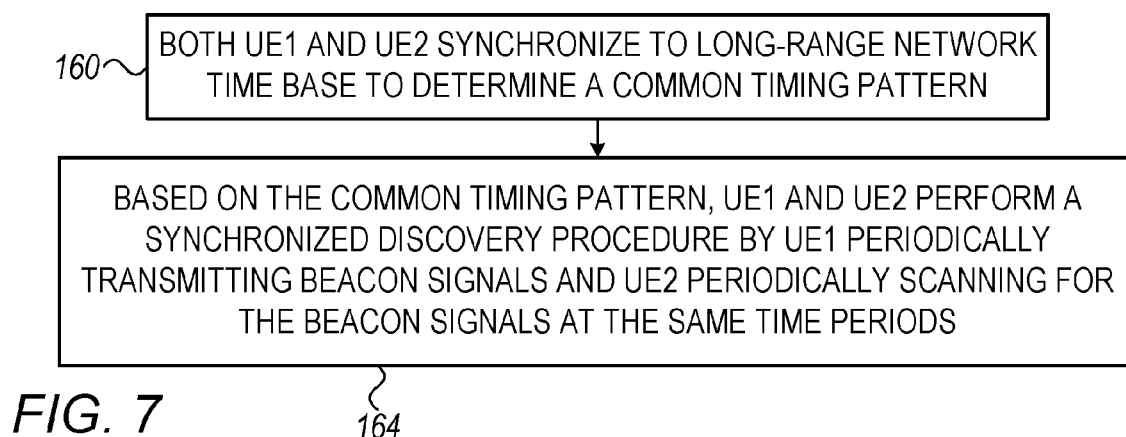 BOTH UE1 AND UE2 SYNCHRONIZE TO LONG-RANGE NETWORK
160
TIME BASE TO DETERMINE A COMMON TIMING PATTERN
BASED ON THE COMMON TIMING PATTERN, UE1 AND UE2 PERFORM A
SYNCHRONIZED DISCOVERY PROCEDURE BY UE1 PERIODICALLY
TRANSMITTING BEACON SIGNALS AND UE2 PERIODICALLY SCANNING FOR
THE BEACON SIGNALS AT THE SAME TIME PERIODS
FIG. 7
164